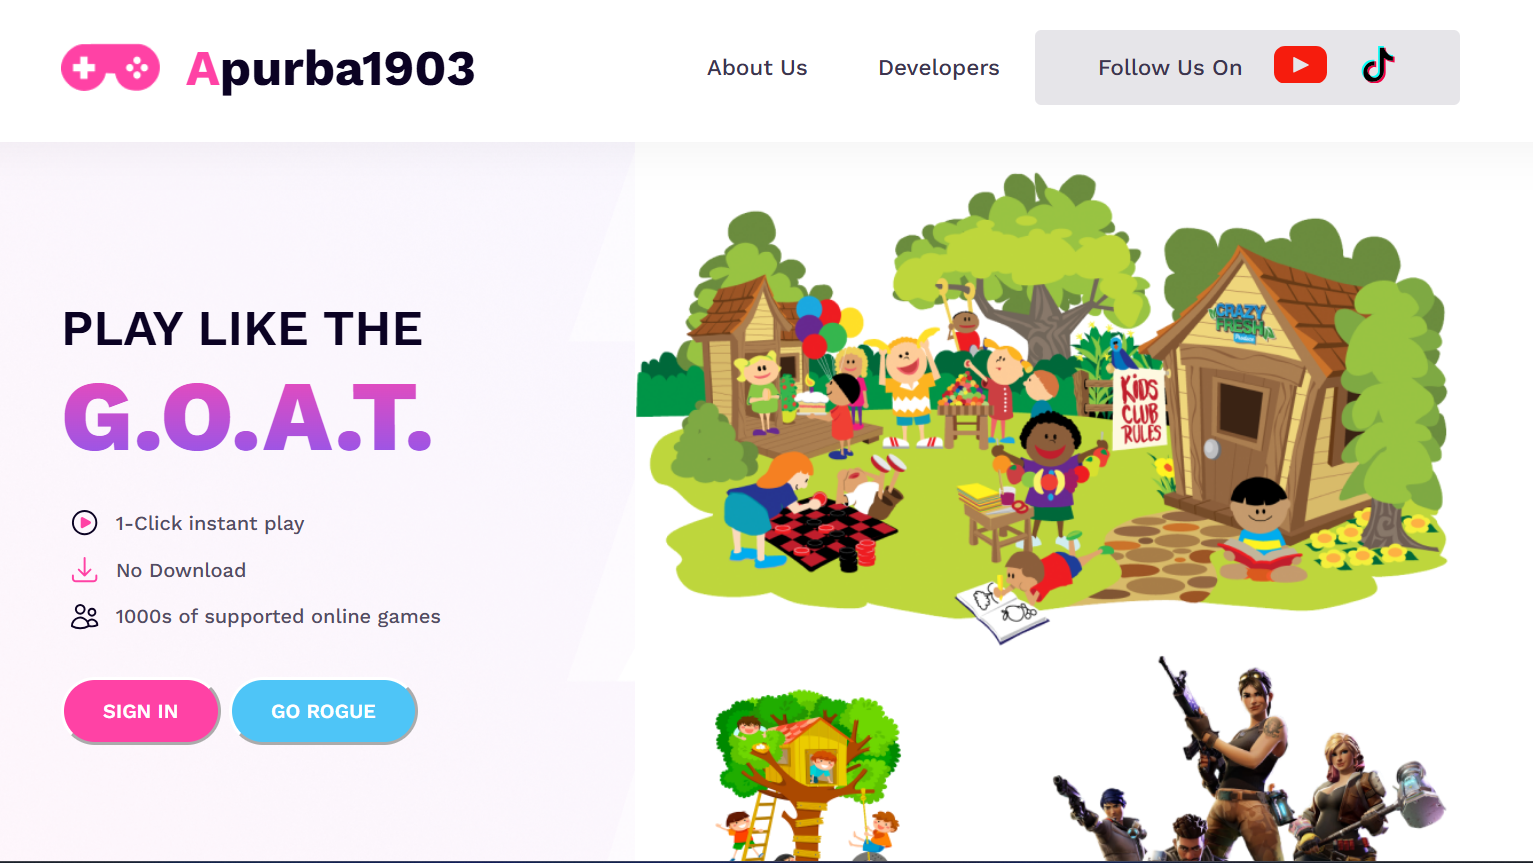 Apurba1903
About Us
Developers
Follow Us On
PLAY LIKE THE
G.O.A.T.
1-Click instant play
No Download
1000s of supported online games
SIGN IN
GO ROGUE
CRAZY
FRESH
Produce
KiDS
CLUB
RULES